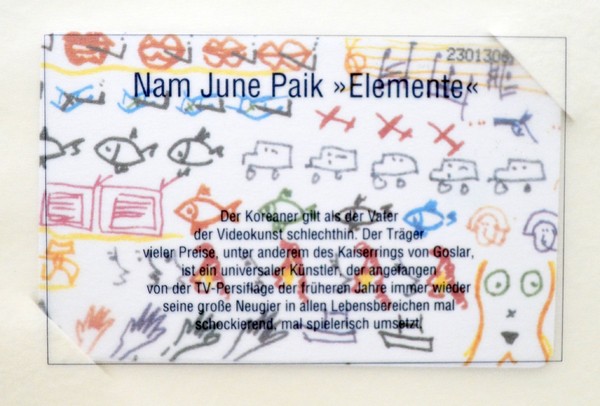 Nam June Paik »Elemente«
Der Koreaner gilt als der Vater
der Videokunst schlechthin. Der Träger
vieler Preise, unter anderem des Kaiserrings von Goslar,
ist ein universaler Künstler, der angefangen
von der TV-Persiflage der früheren Jahre immer wieder
seine große Neugier in allen Lebensbereichen mal
schockierend, mal spielerisch umsetzt.